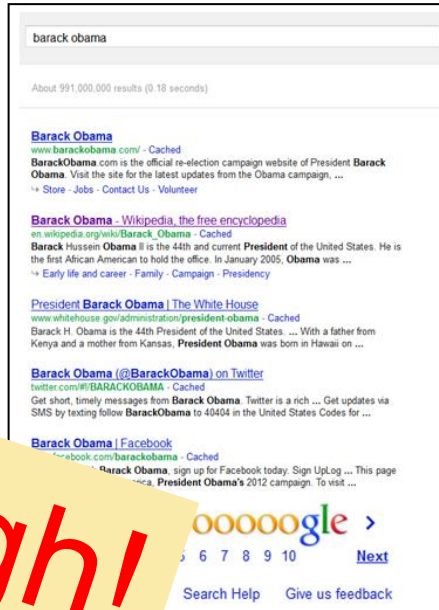 barack obama
About 991,000,000 results (0.18 seconds)
Barack Obama
www.barackobama.com/ - Cached
BarackObama.com is the official re-election campaign website of President Barack
Obama. Visit the site for the latest updates from the Obama campaign, ...
Store - Jobs - Contact Us - Volunteer
Barack Obama - Wikipedia, the free encyclopedia
en.wikipedia.org/wiki/Barack_Obama - Cached
Barack Hussein Obama II is the 44th and current President of the United States. He is
the first African American to hold the office. In January 2005, Obama was ...
Early life and career - Family - Campaign - Presidency
President Barack Obama | The White House
www.whitehouse.gov/administration/president-obama - Cached
Barack H. Obama is the 44th President of the United States. ... With a father from
Kenya and a mother from Kansas, President Obama was born in Hawaii on ...
Barack Obama (@BarackObama) on Twitter
twitter.com/#!/BARACKOBAMA - Cached
Get short, timely messages from Barack Obama. Twitter is a rich ... Get updates via
SMS by texting follow BarackObama to 40404 in the United States Codes for ...
Barack Obama | Facebook
facebook.com/barackobama - Cached
Barack Obama, sign up for Facebook today. Sign UpLog ... This page
President Obama's 2012 campaign. To visit ...
ooooogle >
5 6 7 8 9 10 Next
gh!
Search Help Give us feedback